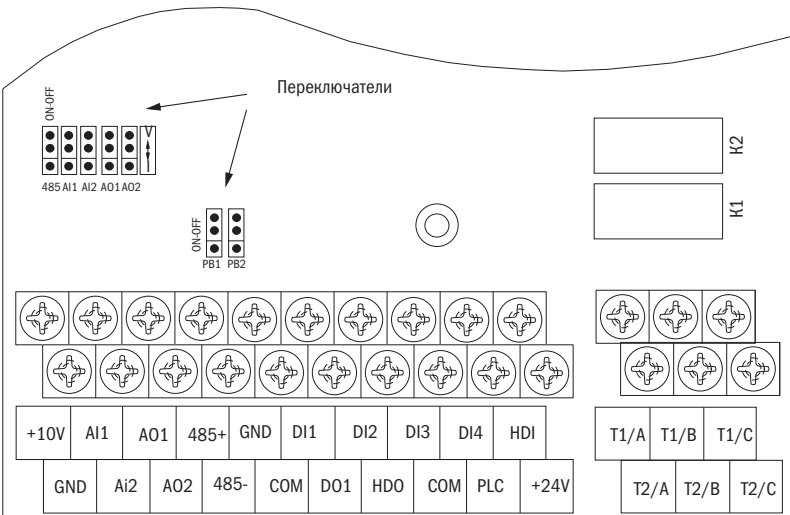 Переключатели
ON-OFF
V
I
485 AI1 AI2 AO1 AO2
K2
K1
ON-OFF
PB1 PB2
+10V AI1 AO1 485+ GND DI1 DI2 DI3 DI4 HDI
T1/A T1/B T1/C
GND Ai2 AO2 485- COM DO1 HDO COM PLC +24V
T2/A T2/B T2/C